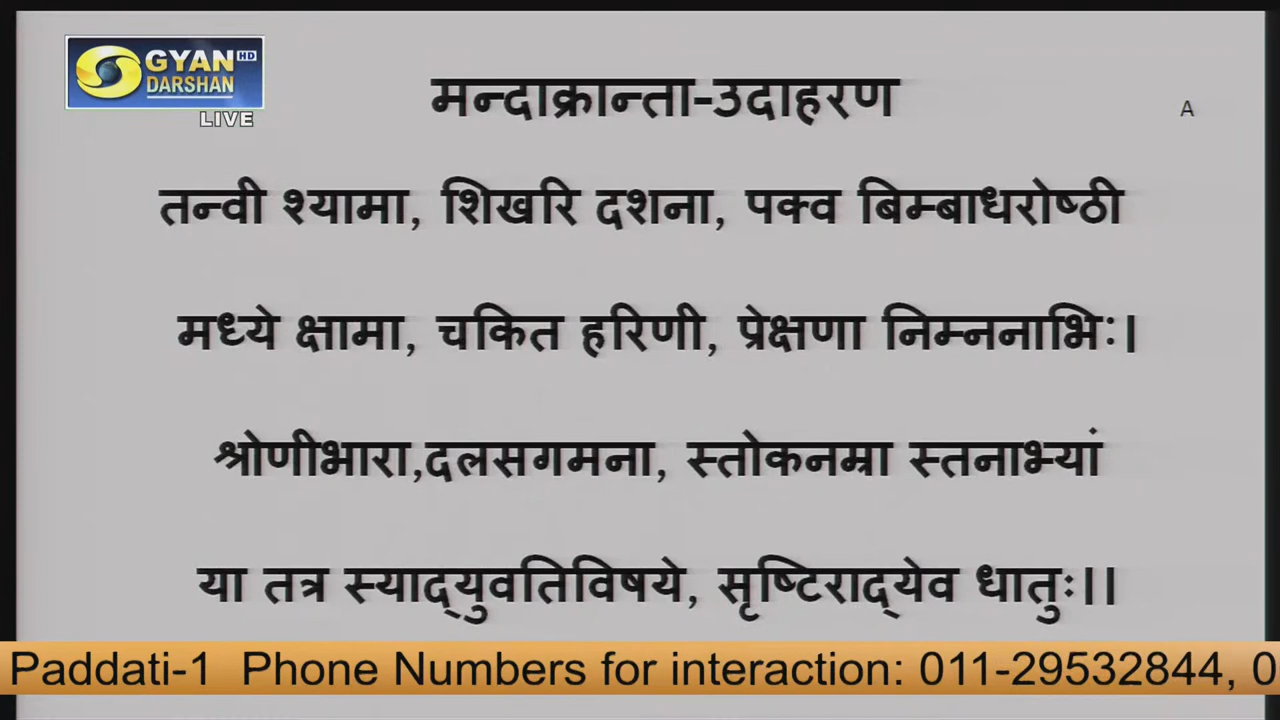 GYAN HD
DARSHAN
LIVE
मन्दाक्रान्ता-उदाहरण
A
तन्वी श्यामा, शिखरि दशना, पक्व बिम्बाधरोष्ठी
मध्ये क्षामा, चकित हरिणी, प्रेक्षणा निम्ननाभिः।
श्रोणीभारा,दलसगमना, स्तोकनम्रा स्तनाभ्यां
या तत्र स्याद्‌युवतिविषये, सृष्टिराद्‌येव धातुः।।
Paddati-1 Phone Numbers for interaction: 011-29532844, 0